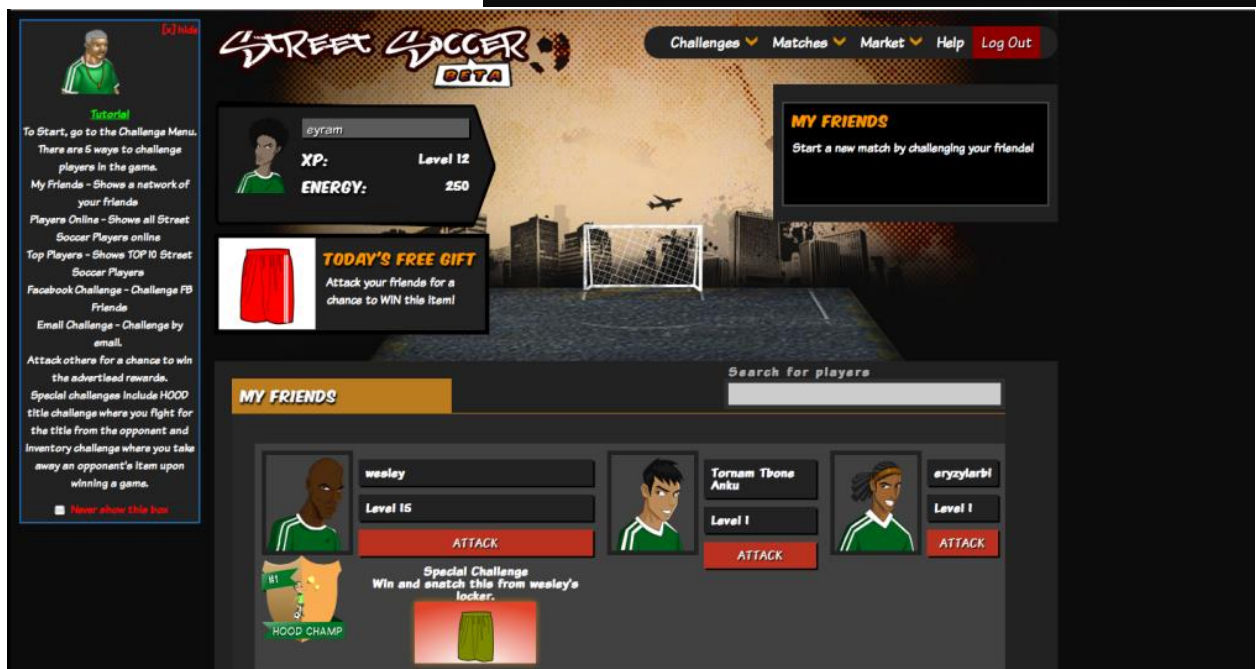 [x] hide
Tutorial
To Start, go to the Challenge Menu.
There are 5 ways to challenge
players in the game.
My Friends - Shows a network of
your friends
Players Online - Shows all Street
Soccer Players online
Top Players - Shows TOP 10 Street
Soccer Players
Facebook Challenge - Challenge FB
Friends
Email Challenge - Challenge by
email.
Attack others for a chance to win
the advertised rewards.
Special challenges include HOOD
title challenge where you fight for
the title from the opponent and
Inventory challenge where you take
away an opponent's item upon
winning a game.
Never show this box
STREET SOCCER
BETA
Challenges Matches Market Help Log Out
eyram
XP: Level 12
ENERGY: 250
MY FRIENDS
Start a new match by challenging your friends!
TODAY'S FREE GIFT
Attack your friends for a
chance to WIN this item!
MY FRIENDS
Search for players
wesley
Level 15
ATTACK
#1
HOOD CHAMP
Special Challenge
Win and snatch this from wesley's
locker.
Tornam Tbone
Anku
Level 1
ATTACK
eryzylarbi
Level 1
ATTACK